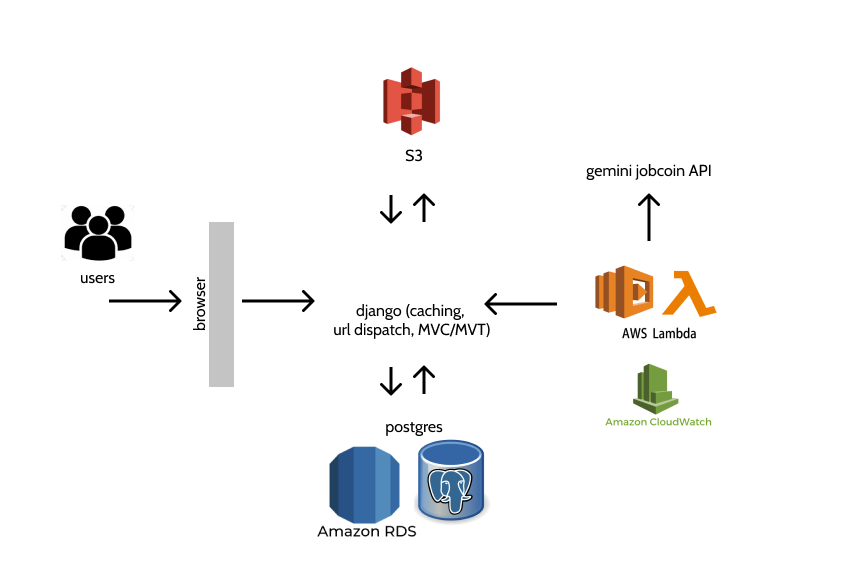 S3
gemini jobcoin API
users
browser
django (caching,
url dispatch, MVC/MVT)
AWS Lambda
Amazon CloudWatch
postgres
Amazon RDS